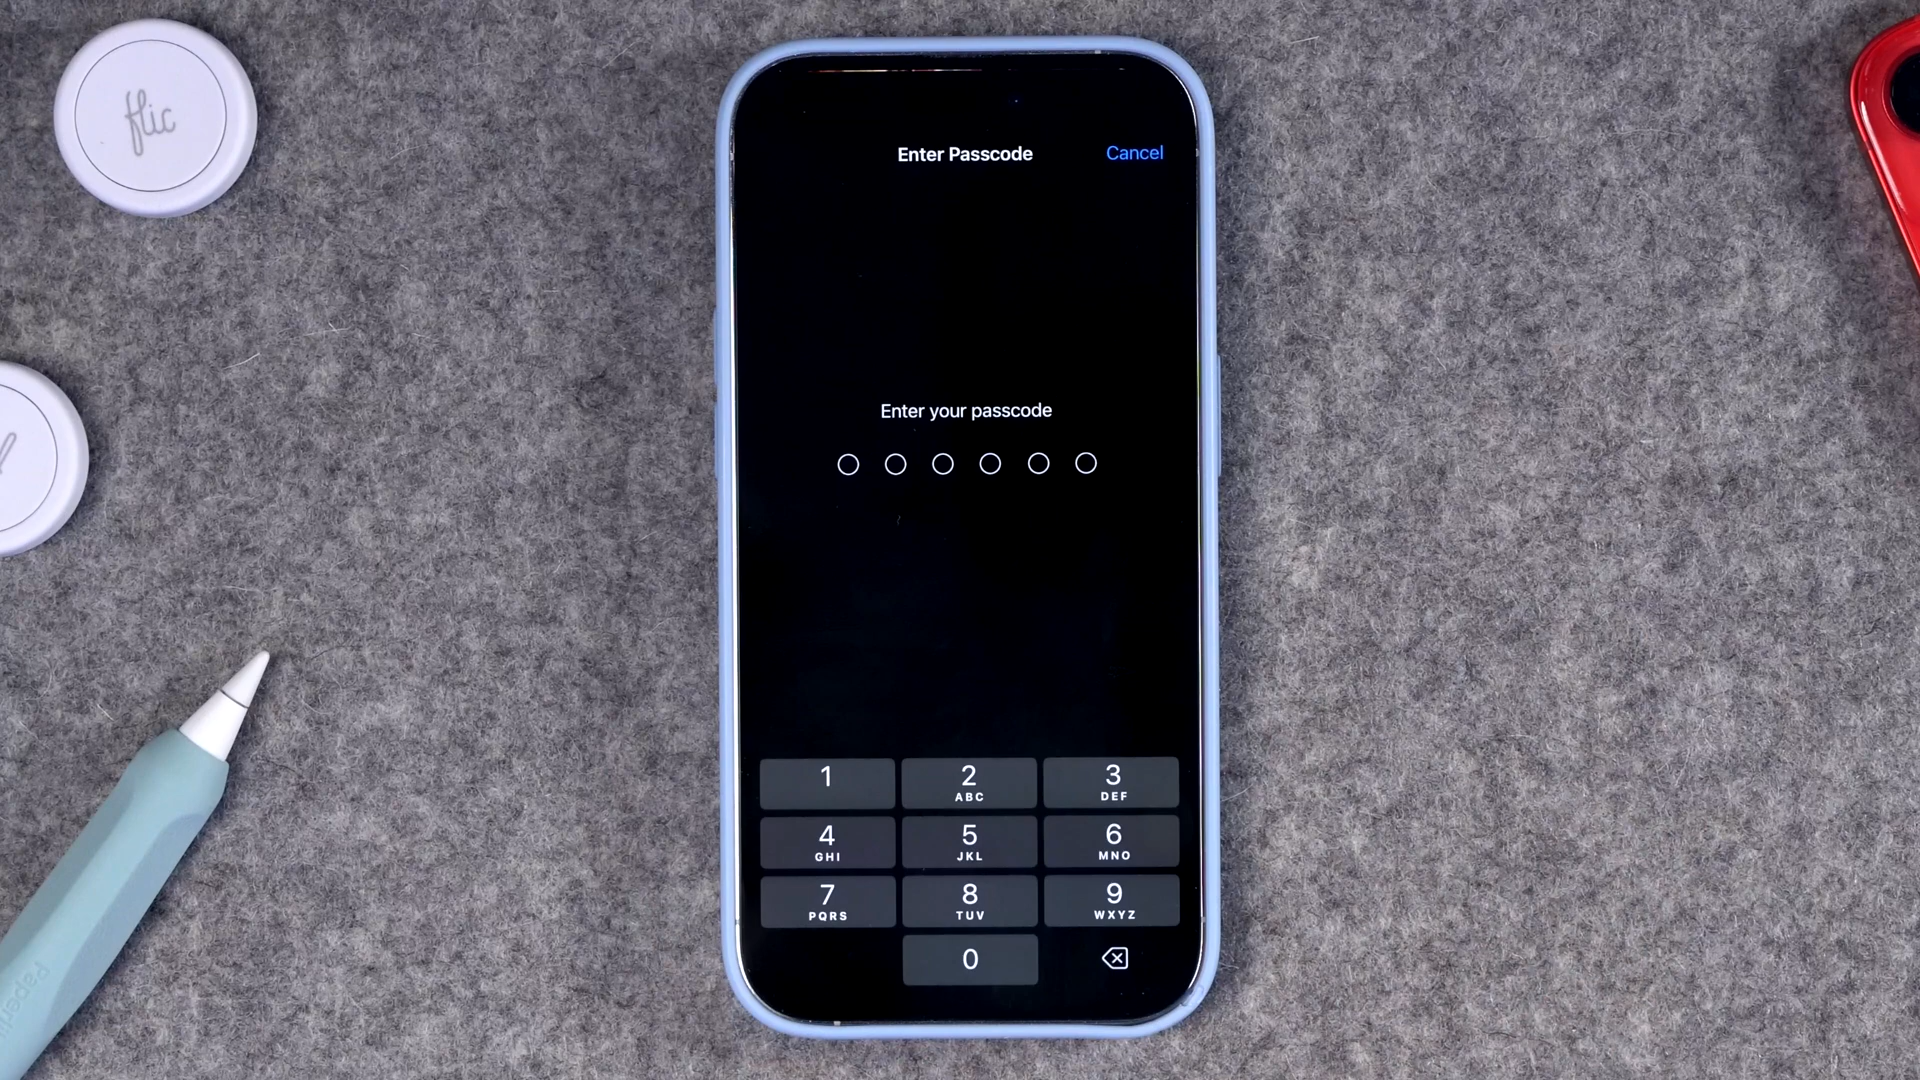 flic
Enter Passcode
Cancel
Enter your passcode
1
2
ABC
3
DEF
4
GHI
5
JKL
6
MNO
7
PQRS
8
TUV
9
WXYZ
0